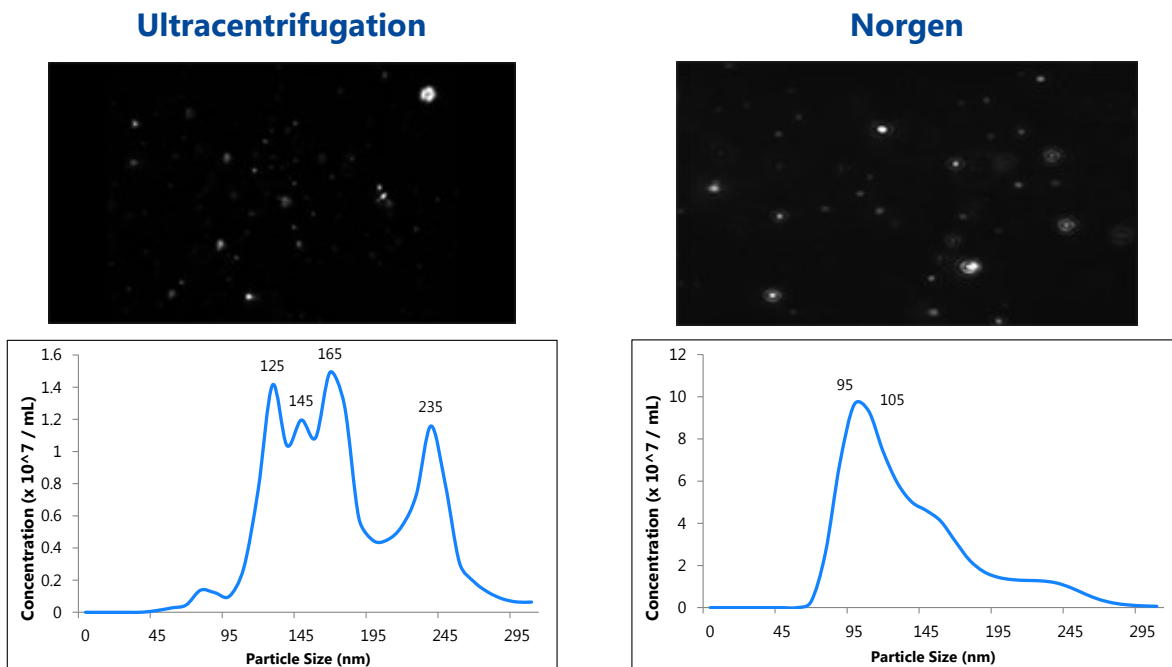 Ultracentrifugation
Norgen
Concentration (x 10^7 / mL)
1.6
1.4
1.2
1
0.8
0.6
0.4
0.2
0
125
145
165
235
0 45 95 145 195 245 295
Particle Size (nm)
Concentration (x 10^7 / mL)
12
10
8
6
4
2
0
95
105
0 45 95 145 195 245 295
Particle Size (nm)